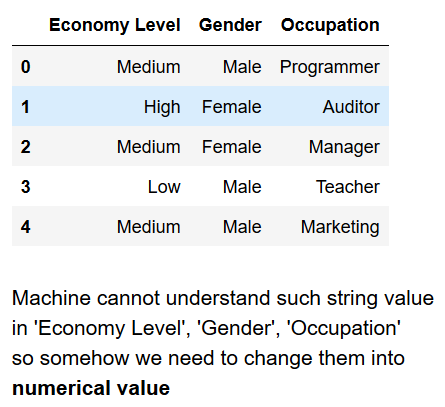 Economy Level Gender Occupation
0 Medium Male Programmer
1 High Female Auditor
2 Medium Female Manager
3 Low Male Teacher
4 Medium Male Marketing
Machine cannot understand such string value
in 'Economy Level', 'Gender', 'Occupation'
so somehow we need to change them into
numerical value